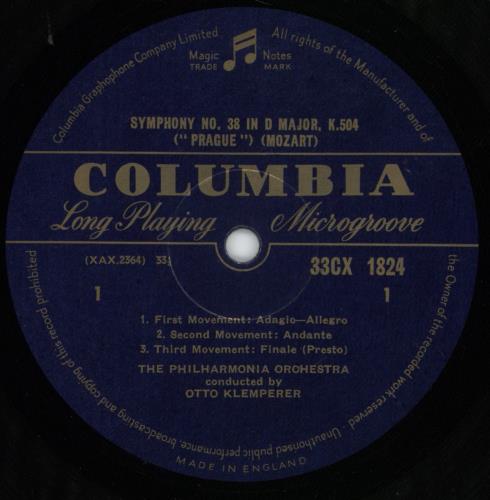 Columbia Graphophone Company Limited. All rights of the Manufacturer and of the Owner of the recorded work reserved · Unauthorised public performance, broadcasting and copying of this record prohibited
Magic Notes
TRADE MARK
SYMPHONY NO. 38 IN D MAJOR, K.504
("PRAGUE") (MOZART)
COLUMBIA
Long Playing Microgroove
(XAX.2364) 33⅓ 33CX 1824
1 1
1. First Movement: Adagio—Allegro
2. Second Movement: Andante
3. Third Movement: Finale (Presto)
THE PHILHARMONIA ORCHESTRA
conducted by
OTTO KLEMPERER
MADE IN ENGLAND